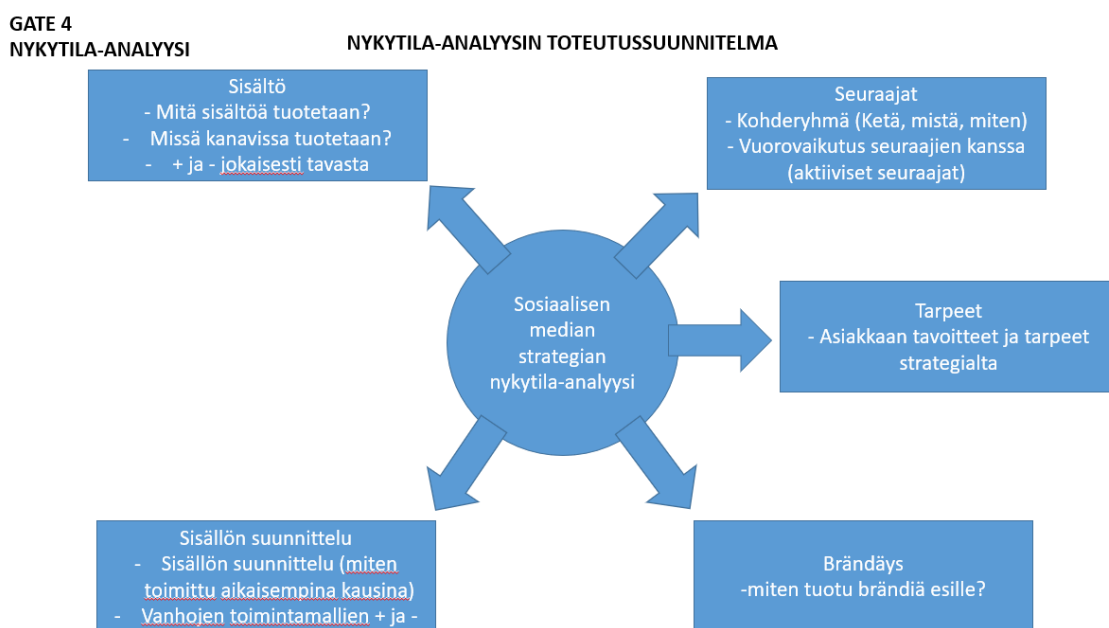 GATE 4
NYKYTILA-ANALYYSI
NYKYTILA-ANALYYSIN TOTEUTUSSUUNNITELMA
Sisältö
- Mitä sisältöä tuotetaan?
- Missä kanavissa tuotetaan?
- + ja - jokaisesti tavasta
Seuraajat
- Kohderyhmä (Ketä, mistä, miten)
- Vuorovaikutus seuraajien kanssa
(aktiiviset seuraajat)
Sosiaalisen
median
strategian
nykytila-analyysi
Tarpeet
- Asiakkaan tavoitteet ja tarpeet
strategialta
Sisällön suunnittelu
- Sisällön suunnittelu (miten
toimittu aikaisempina kausina)
- Vanhojen toimintamallien + ja -
Brändäys
-miten tuotu brändiä esille?